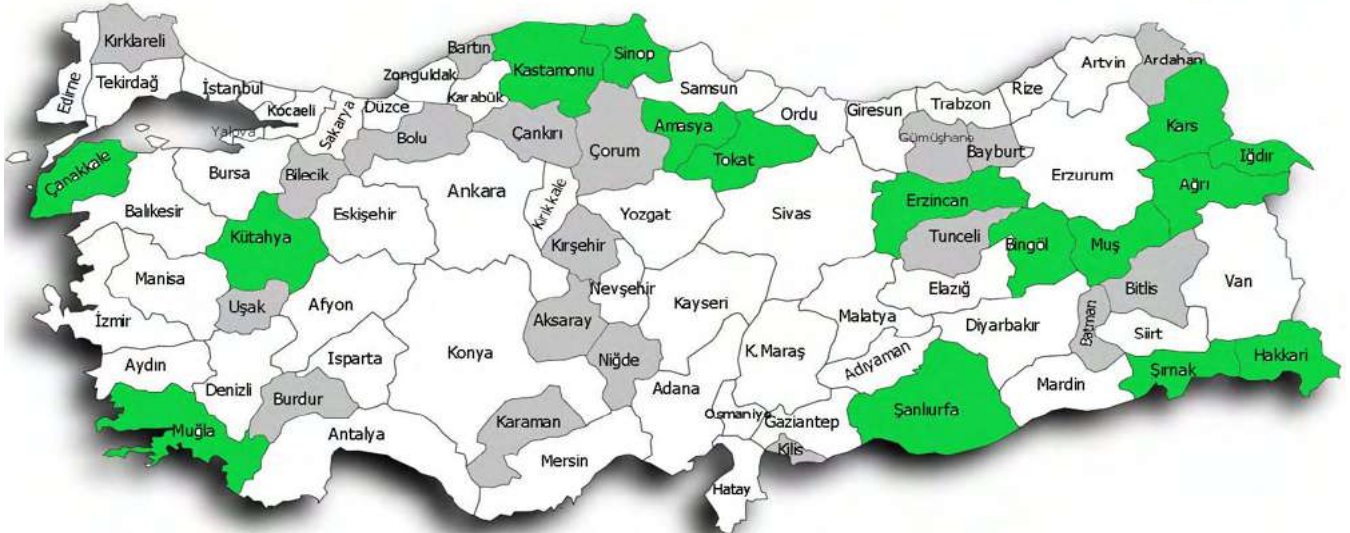 Kırklareli
Edirne
Tekirdağ
İstanbul
Kocaeli
Yalova
Sakarya
Düzce
Zonguldak
Bartın
Karabük
Kastamonu
Sinop
Samsun
Ordu
Giresun
Trabzon
Rize
Artvin
Ardahan
Kars
Iğdır
Ağrı
Erzurum
Bayburt
Gümüşhane
Çanakkale
Balıkesir
Bursa
Bilecik
Bolu
Çankırı
Çorum
Amasya
Tokat
Sivas
Erzincan
Tunceli
Bingöl
Muş
Bitlis
Van
Kütahya
Eskişehir
Ankara
Kırıkkale
Yozgat
Kırşehir
Nevşehir
Kayseri
Malatya
Elazığ
Diyarbakır
Batman
Siirt
Şırnak
Hakkari
Manisa
İzmir
Uşak
Afyon
Aydın
Denizli
Isparta
Burdur
Konya
Aksaray
Niğde
Adana
K.Maraş
Adıyaman
Şanlıurfa
Mardin
Muğla
Antalya
Karaman
Mersin
Osmaniye
Gaziantep
Kilis
Hatay